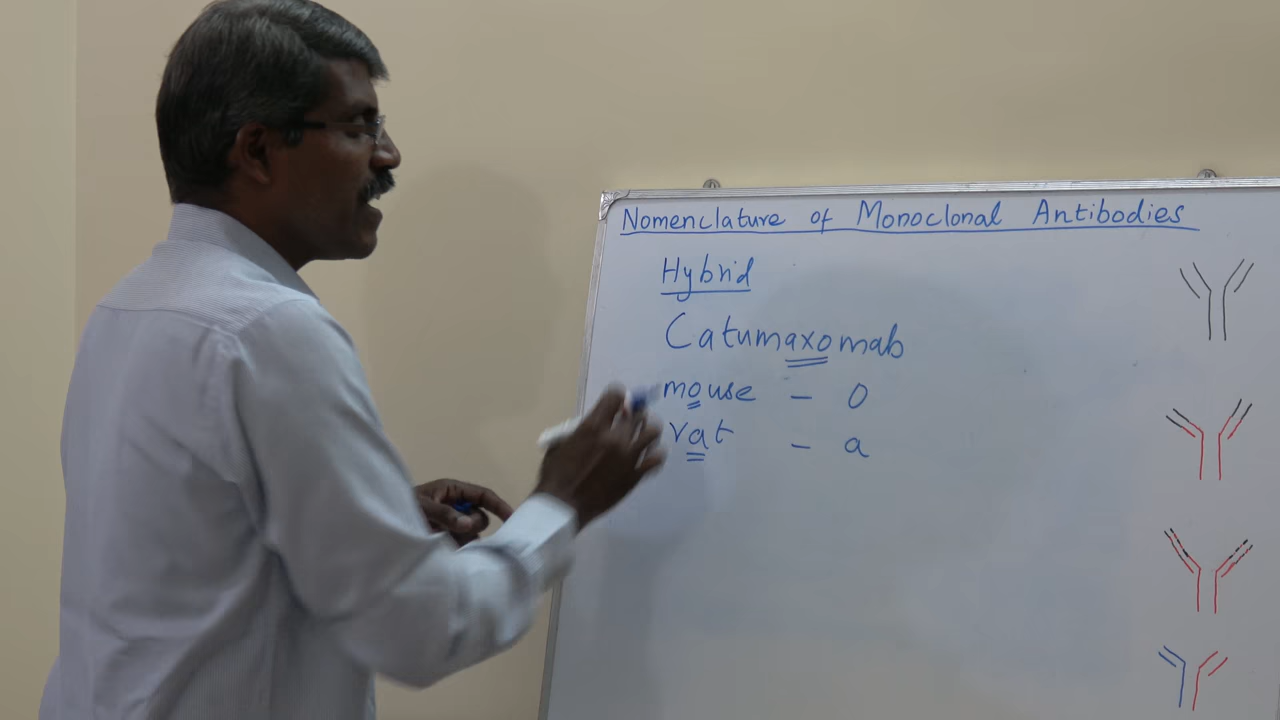 Nomenclature of Monoclonal Antibodies
Hybrid
Catumaxomab
mouse - O
rat - a